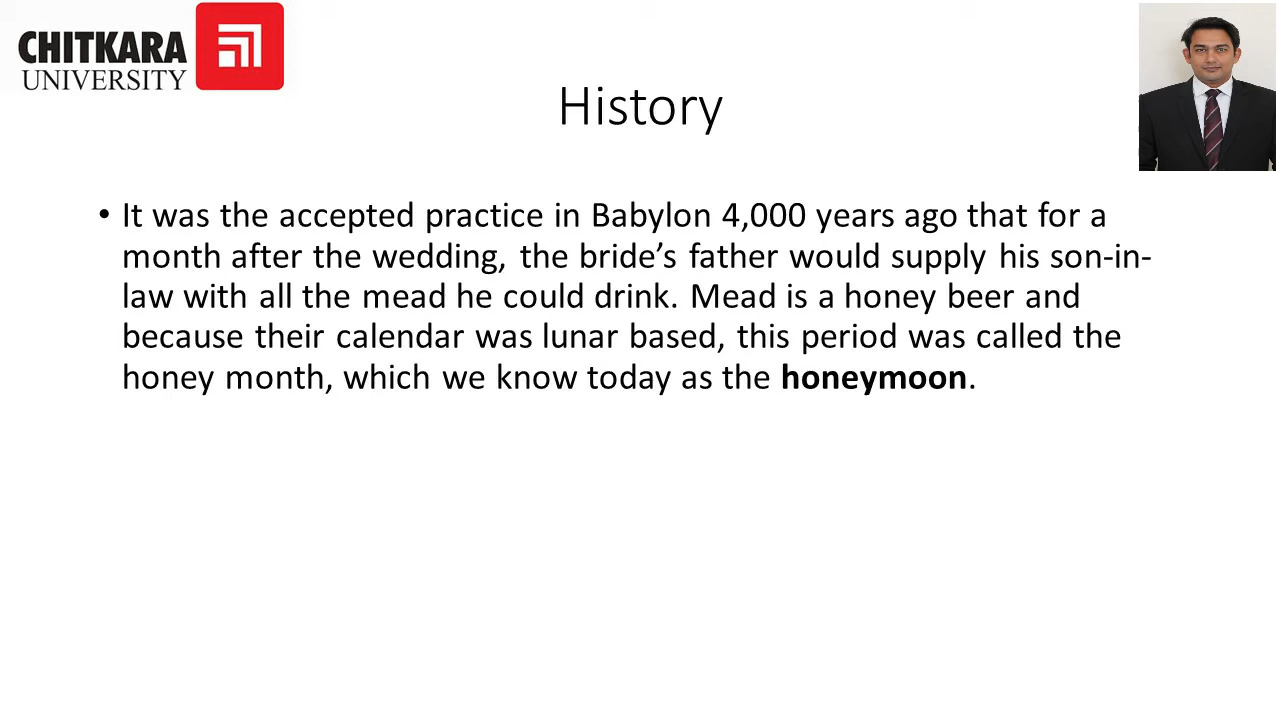 CHITKARA
UNIVERSITY
History
• It was the accepted practice in Babylon 4,000 years ago that for a
month after the wedding, the bride’s father would supply his son-in-
law with all the mead he could drink. Mead is a honey beer and
because their calendar was lunar based, this period was called the
honey month, which we know today as the honeymoon.